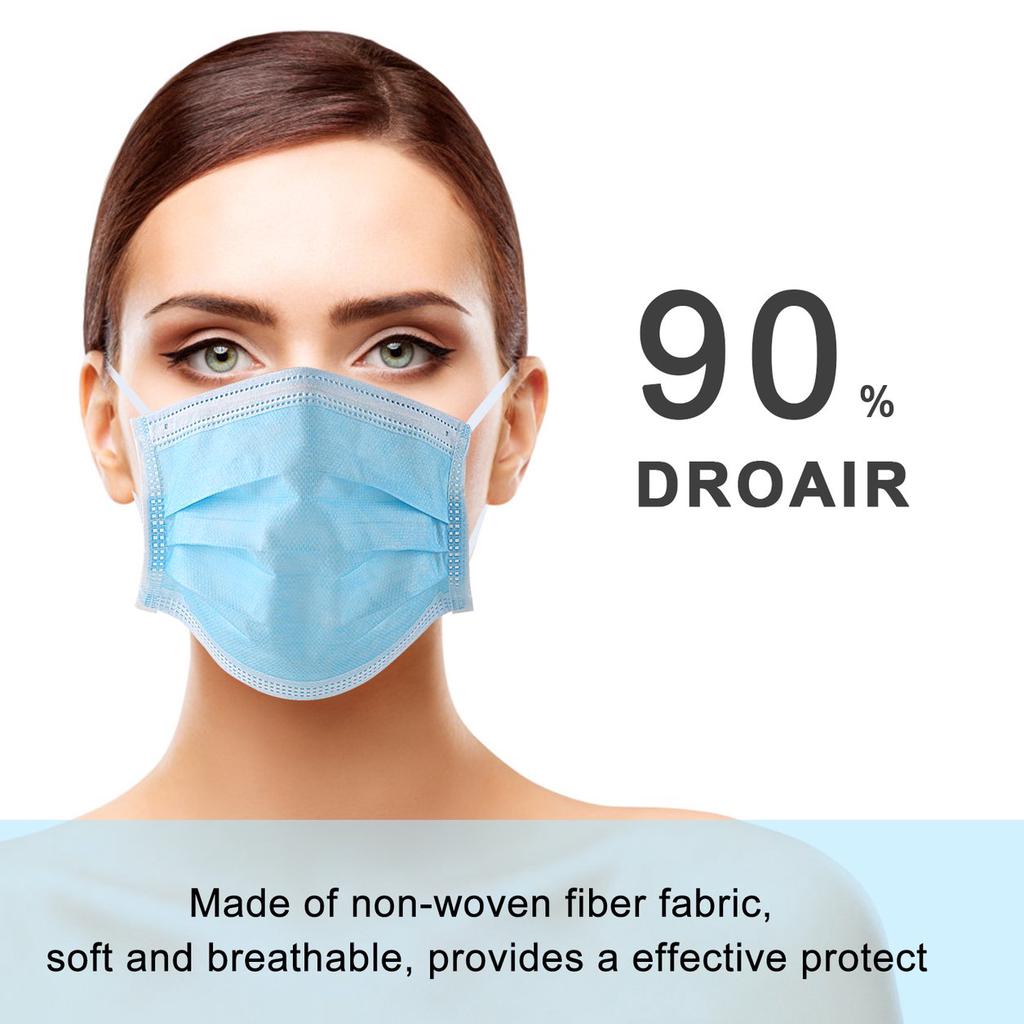 90%
DROAIR
Made of non-woven fiber fabric,
soft and breathable, provides a effective protect